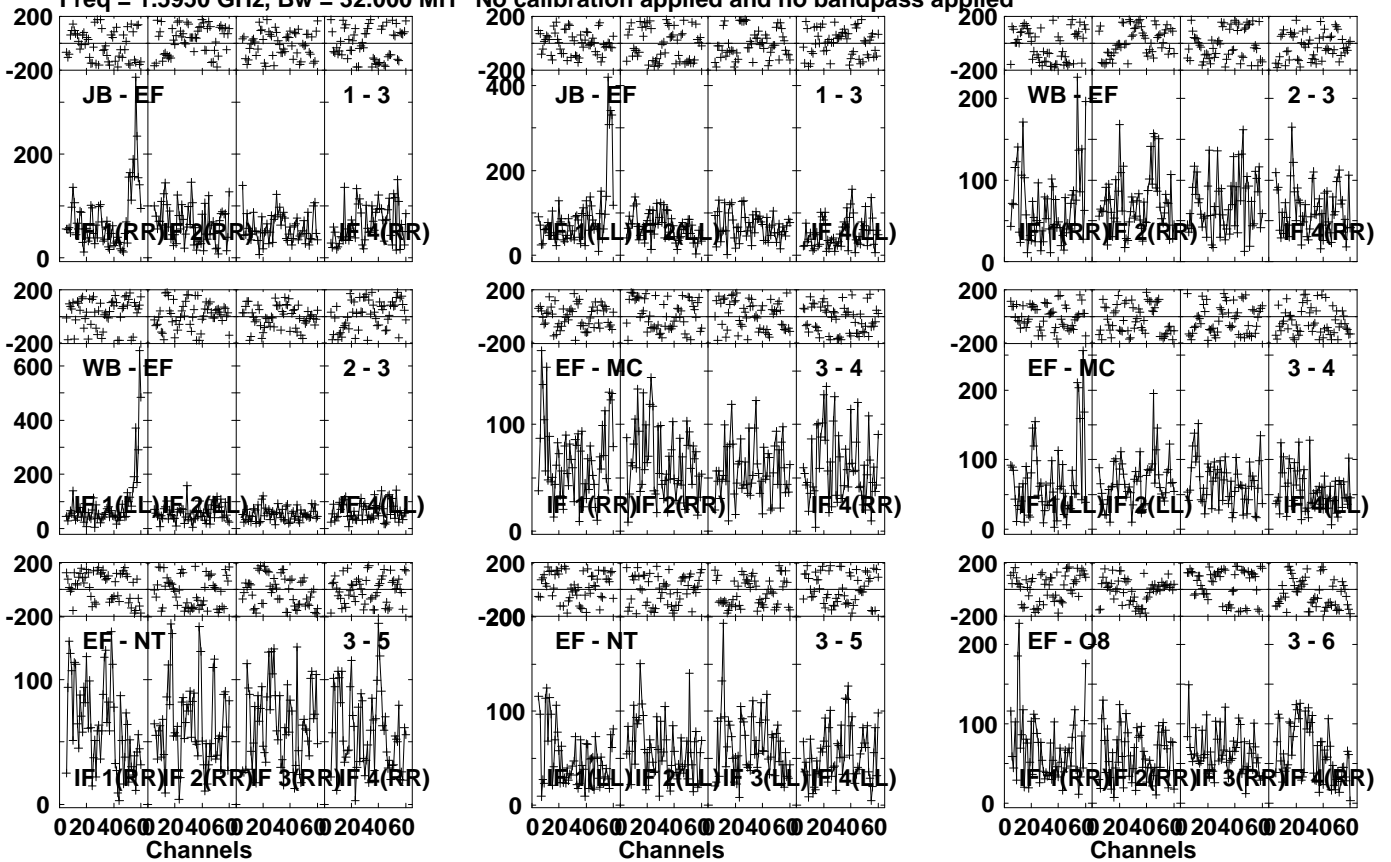 Freq = 1.5950 GHz, Bw = 32.000 MH No calibration applied and no bandpass applied
200
-200
JB - EF 1 - 3
200
0
IF 1(RR) IF 2(RR) IF 4(RR)
200
-200
400
JB - EF 1 - 3
200
0
IF 1(LL) IF 2(LL) IF 4(LL)
200
-200
200
WB - EF 2 - 3
100
0
IF 1(RR) IF 2(RR) IF 4(RR)
200
-200
600
WB - EF 2 - 3
400
200
0
IF 1(LL) IF 2(LL) IF 4(LL)
200
-200
EF - MC 3 - 4
100
0
IF 1(RR) IF 2(RR) IF 4(RR)
200
-200
200
EF - MC 3 - 4
100
0
IF 1(LL) IF 2(LL) IF 4(LL)
200
-200
EF - NT 3 - 5
100
0
IF 1(RR) IF 2(RR) IF 3(RR) IF 4(RR)
0 20 40 60 0 20 40 60 0 20 40 60 0 20 40 60
Channels
200
-200
200
EF - NT 3 - 5
100
0
IF 1(LL) IF 2(LL) IF 3(LL) IF 4(LL)
0 20 40 60 0 20 40 60 0 20 40 60 0 20 40 60
Channels
200
-200
200
EF - O8 3 - 6
100
0
IF 1(RR) IF 2(RR) IF 3(RR) IF 4(RR)
0 20 40 60 0 20 40 60 0 20 40 60 0 20 40 60
Channels